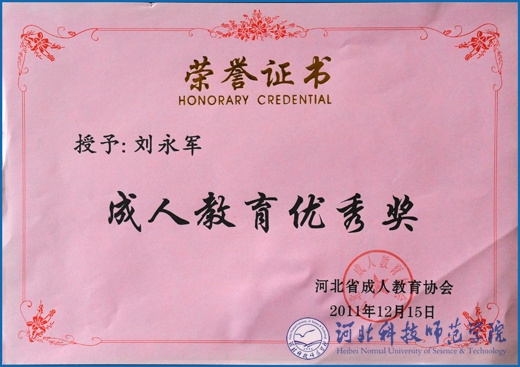 荣誉证书
HONORARY CREDENTIAL
授予:刘永军
成人教育优秀奖
河北省成人教育协会
2011年12月15日
河北科技师范学院
Heibei Normal University of Science & Technology